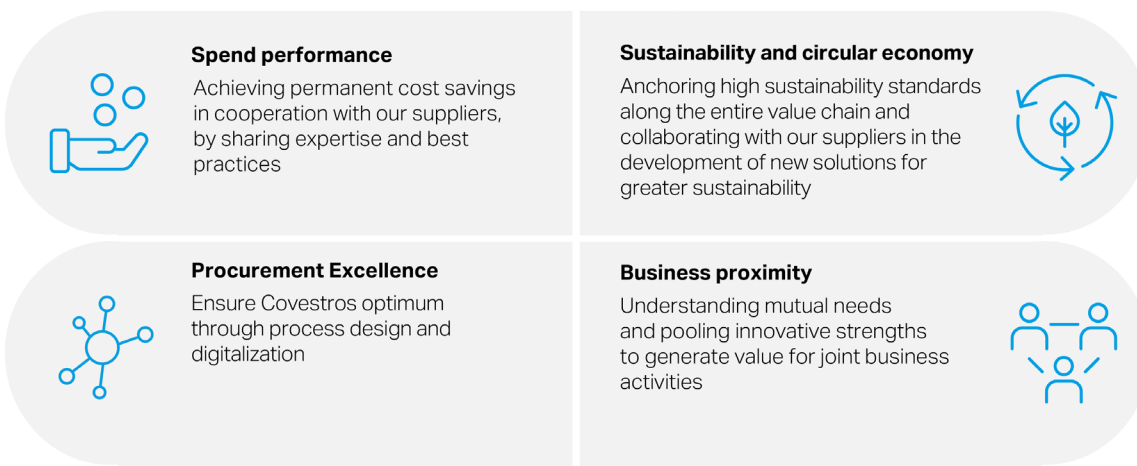 Spend performance
Achieving permanent cost savings
in cooperation with our suppliers,
by sharing expertise and best
practices
Sustainability and circular economy
Anchoring high sustainability standards
along the entire value chain and
collaborating with our suppliers in the
development of new solutions for
greater sustainability
Procurement Excellence
Ensure Covestros optimum
through process design and
digitalization
Business proximity
Understanding mutual needs
and pooling innovative strengths
to generate value for joint business
activities